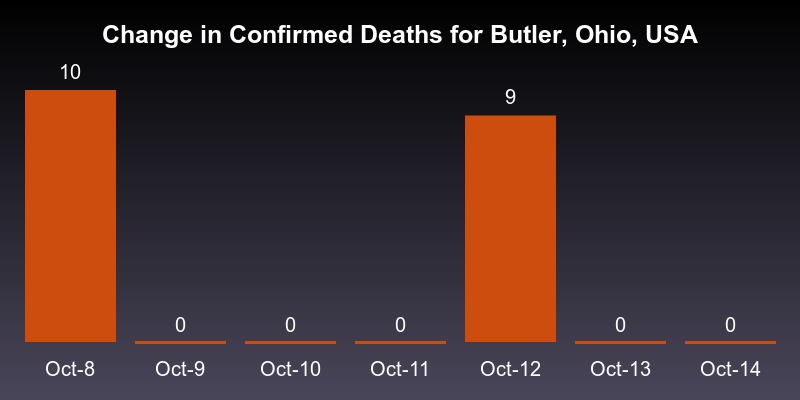 Change in Confirmed Deaths for Butler, Ohio, USA
10
9
0 0 0 0 0
Oct-8 Oct-9 Oct-10 Oct-11 Oct-12 Oct-13 Oct-14